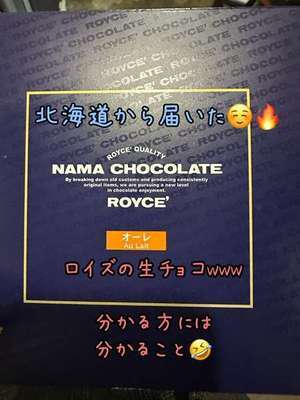 ROYCE' CHOCOLATE ROYCE' CHOCOLATE
北海道から届いた☺️🔥
ROYCE' QUALITY
NAMA CHOCOLATE
By breaking down old customs and producing consistently
original items, we are pursuing a new level
in chocolate enjoyment.
ROYCE'
オーレ
Au Lait
ロイズの生チョコwww
分かる方には
分かること🤣